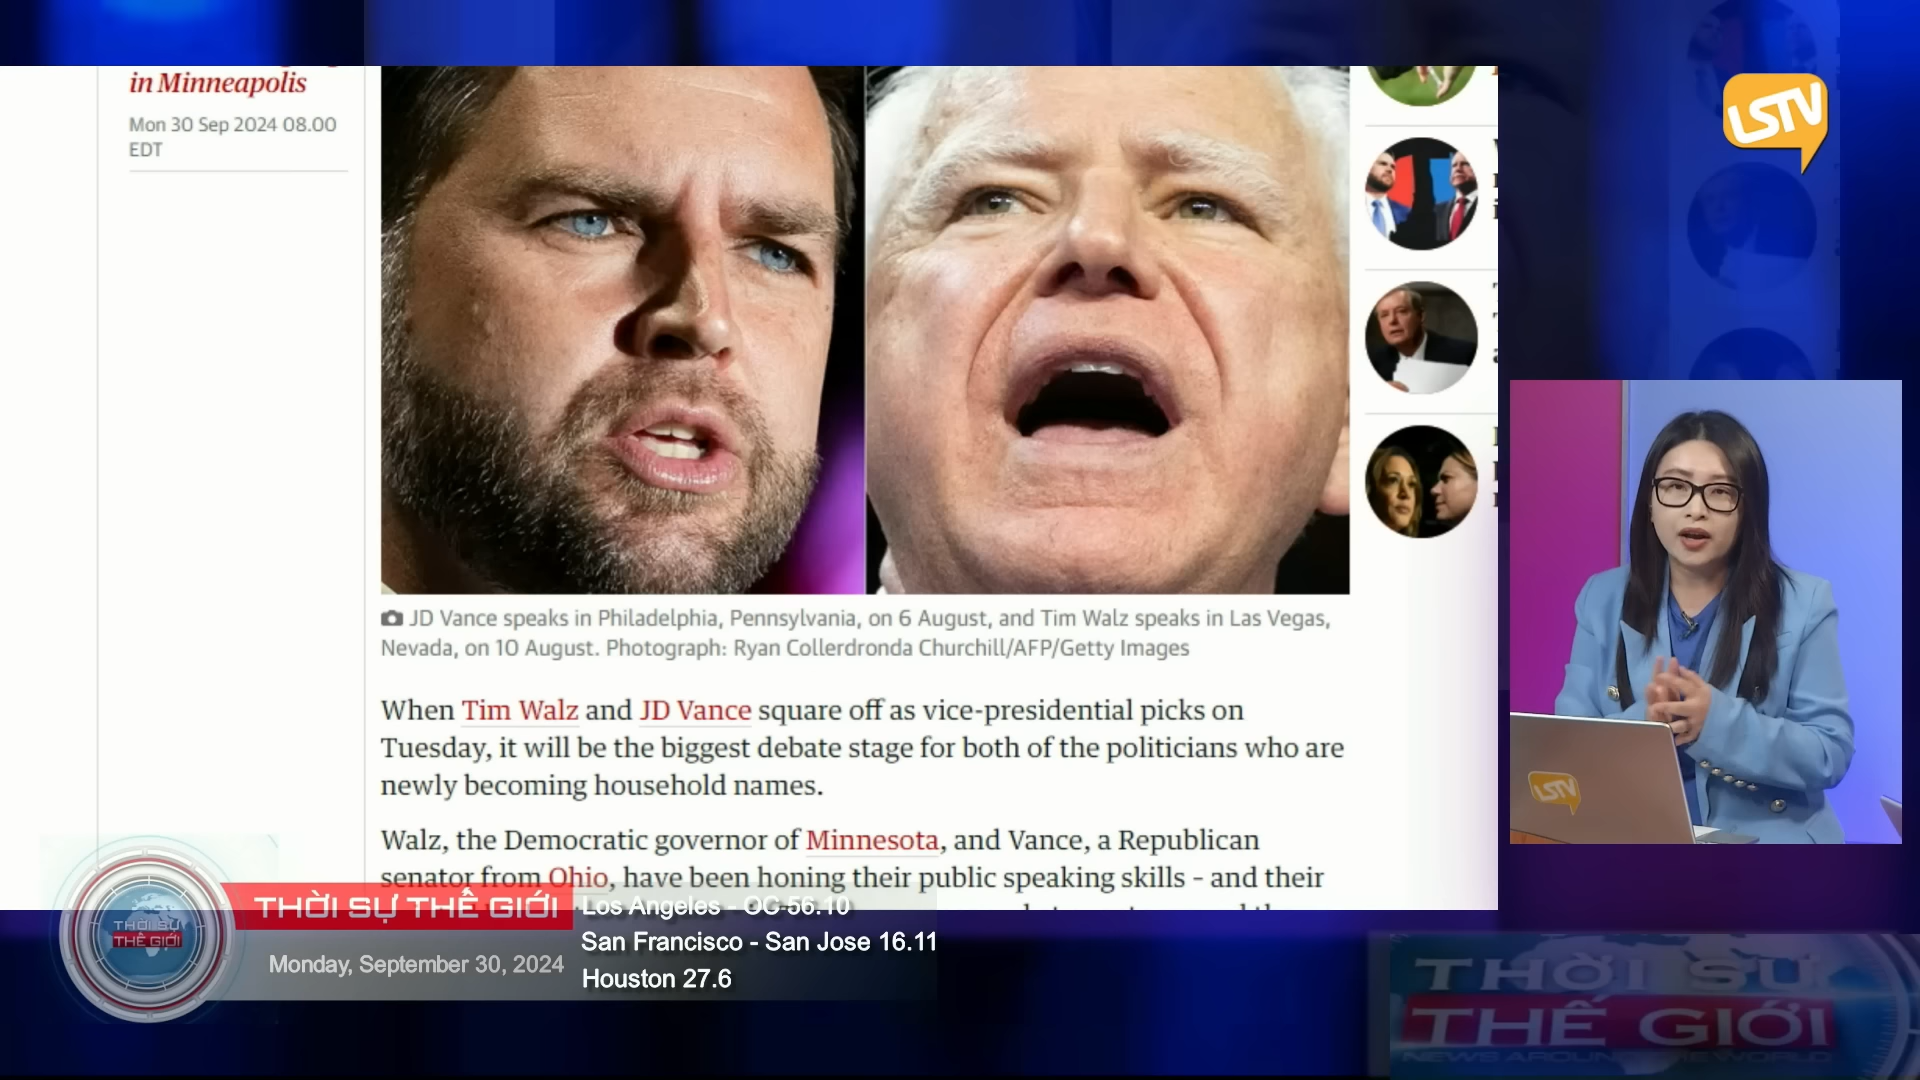 in Minneapolis
Mon 30 Sep 2024 08.00
EDT
LSTV
JD Vance speaks in Philadelphia, Pennsylvania, on 6 August, and Tim Walz speaks in Las Vegas,
Nevada, on 10 August. Photograph: Ryan Collerdronda Churchill/AFP/Getty Images
When Tim Walz and JD Vance square off as vice-presidential picks on
Tuesday, it will be the biggest debate stage for both of the politicians who are
newly becoming household names.
Walz, the Democratic governor of Minnesota, and Vance, a Republican
senator from Ohio, have been honing their public speaking skills – and their
LSTV
THỜI SỰ
THẾ GIỚI
THỜI SỰ THẾ GIỚI
Monday, September 30, 2024
Los Angeles - OC 56.10
San Francisco - San Jose 16.11
Houston 27.6
THỜI SỰ
THẾ GIỚI
NEWS AROUND THE WORLD